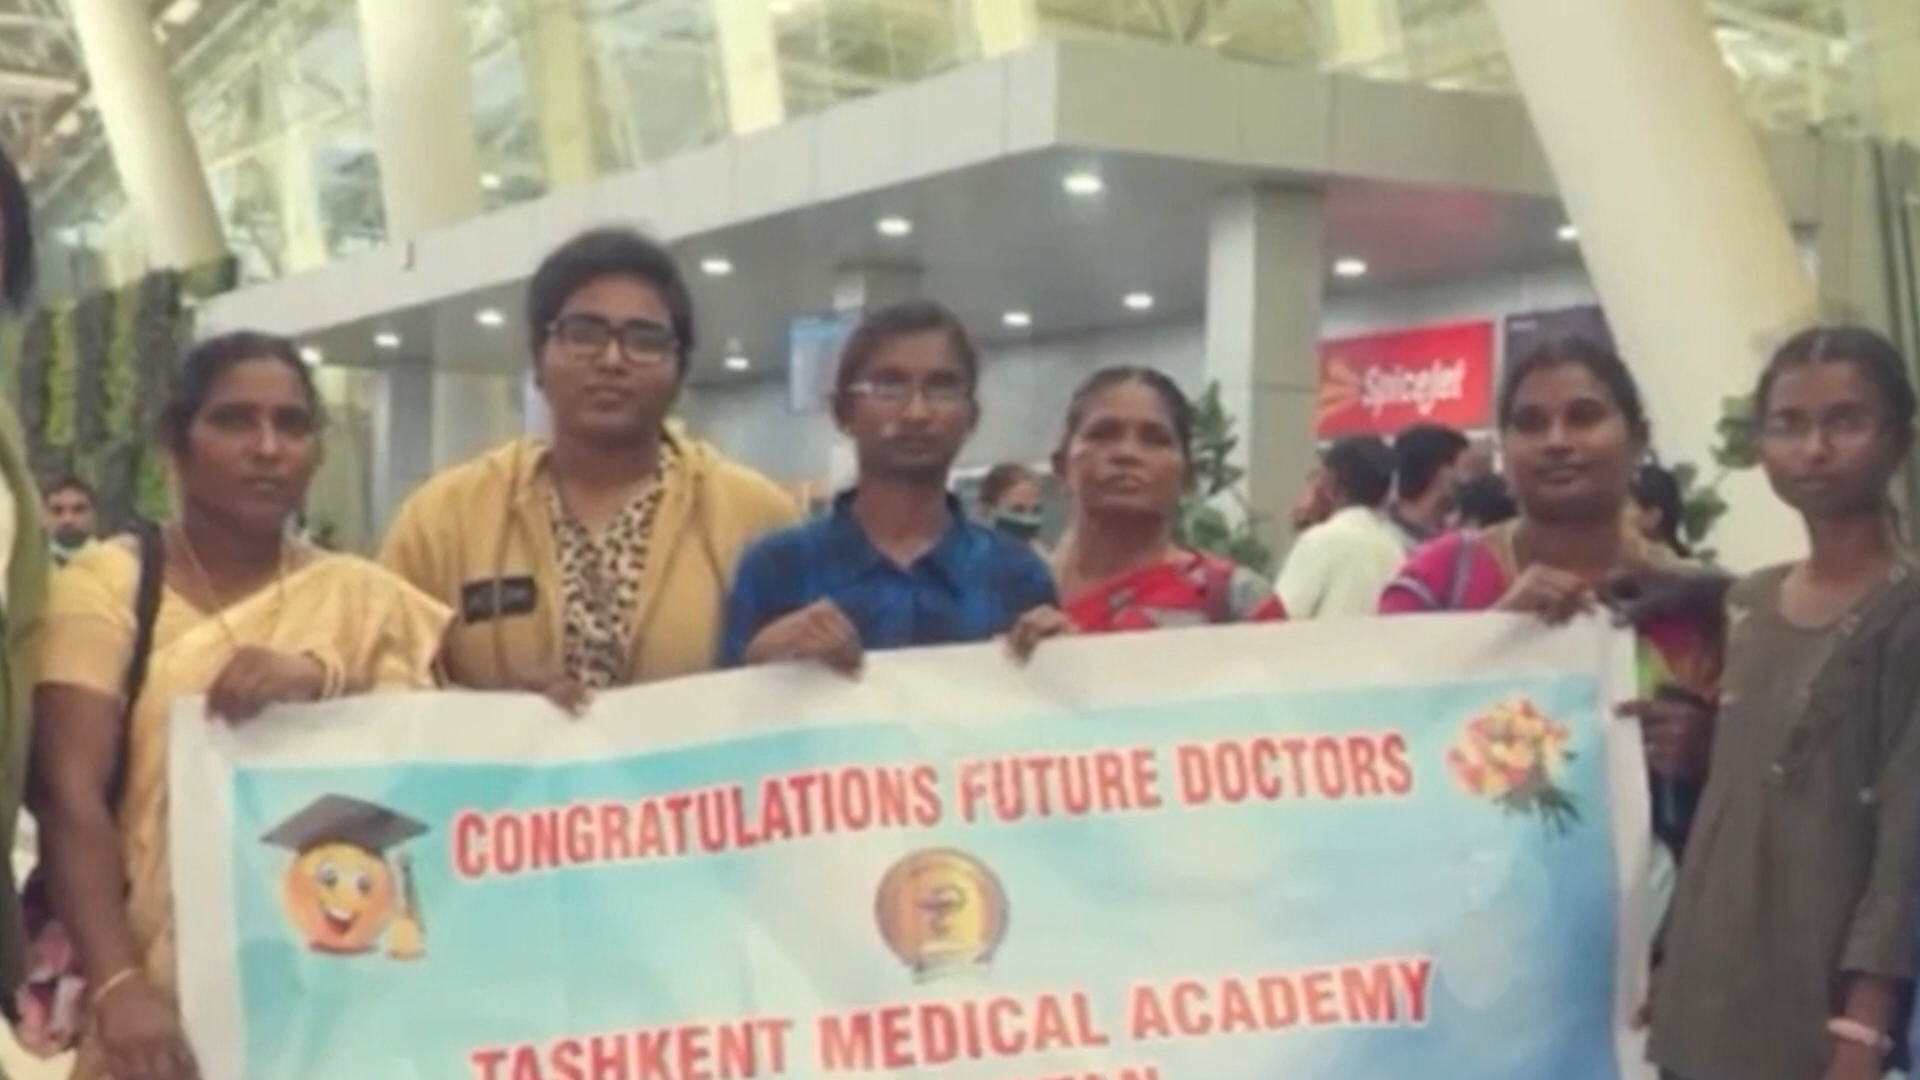 SpiceJet
CONGRATULATIONS FUTURE DOCTORS
TASHKENT MEDICAL ACADEMY